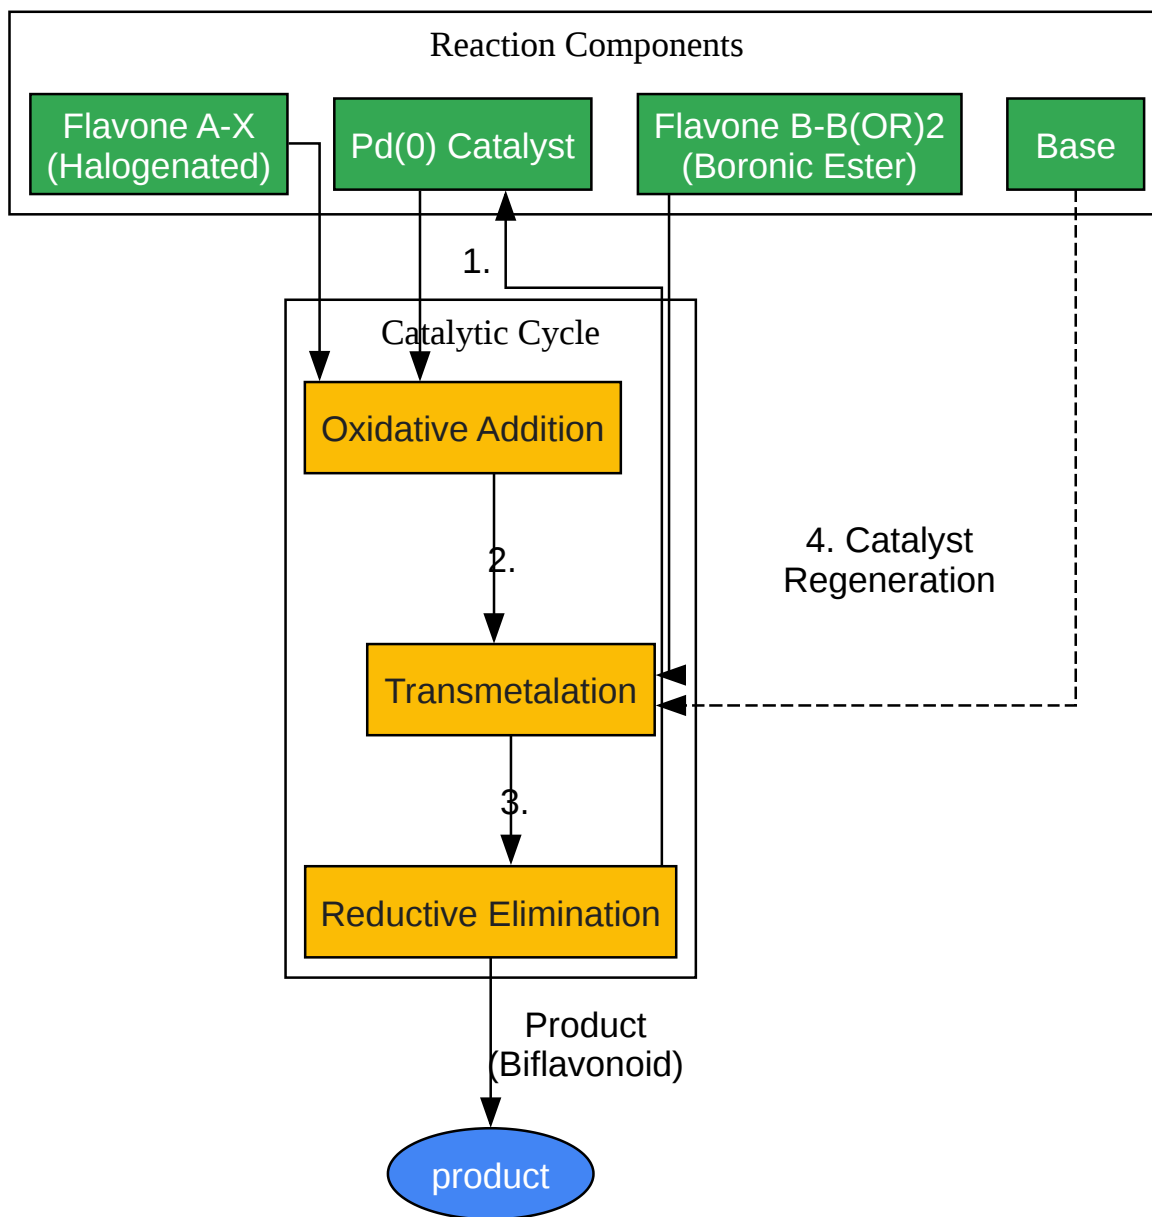 Reaction Components
Flavone A-X
(Halogenated)
Pd(0) Catalyst
Flavone B-B(OR)2
(Boronic Ester)
Base
1.
Catalytic Cycle
Oxidative Addition
2.
4. Catalyst
Regeneration
Transmetalation
3.
Reductive Elimination
Product
(Biflavonoid)
product